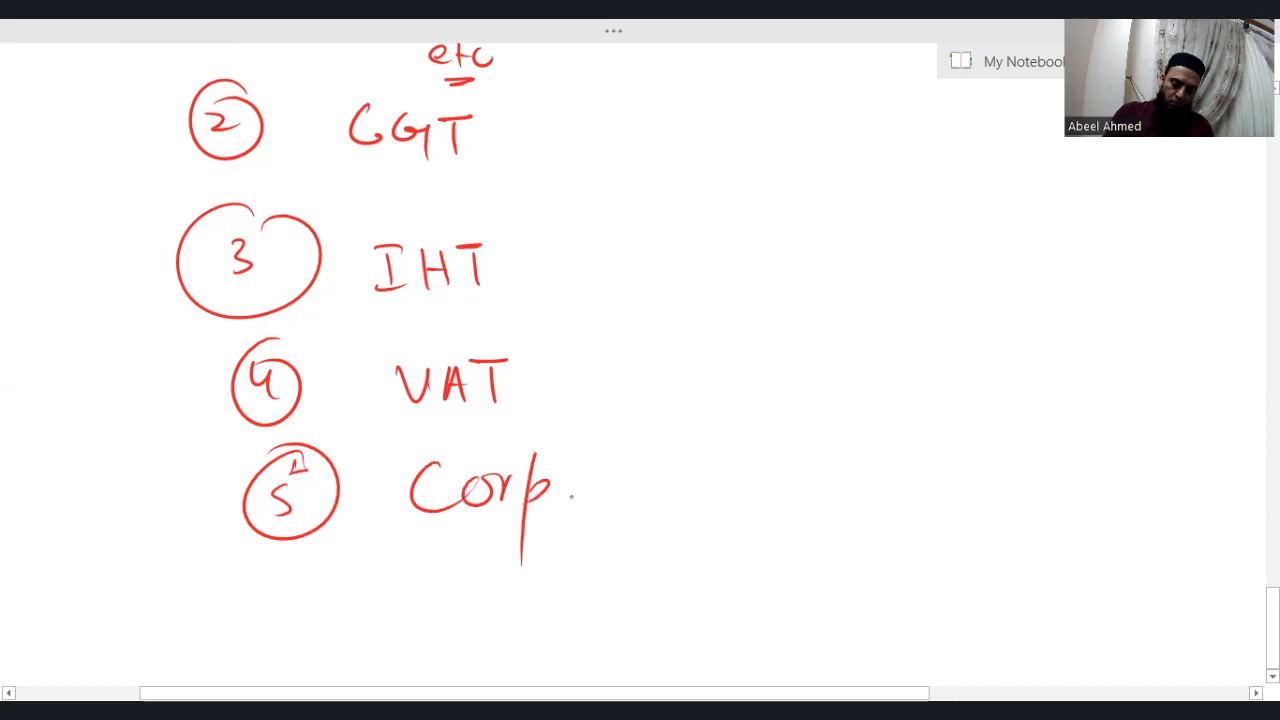 etc
2 CGT
My Notebook
Abeel Ahmed
3 IHT
4 VAT
5 Corp